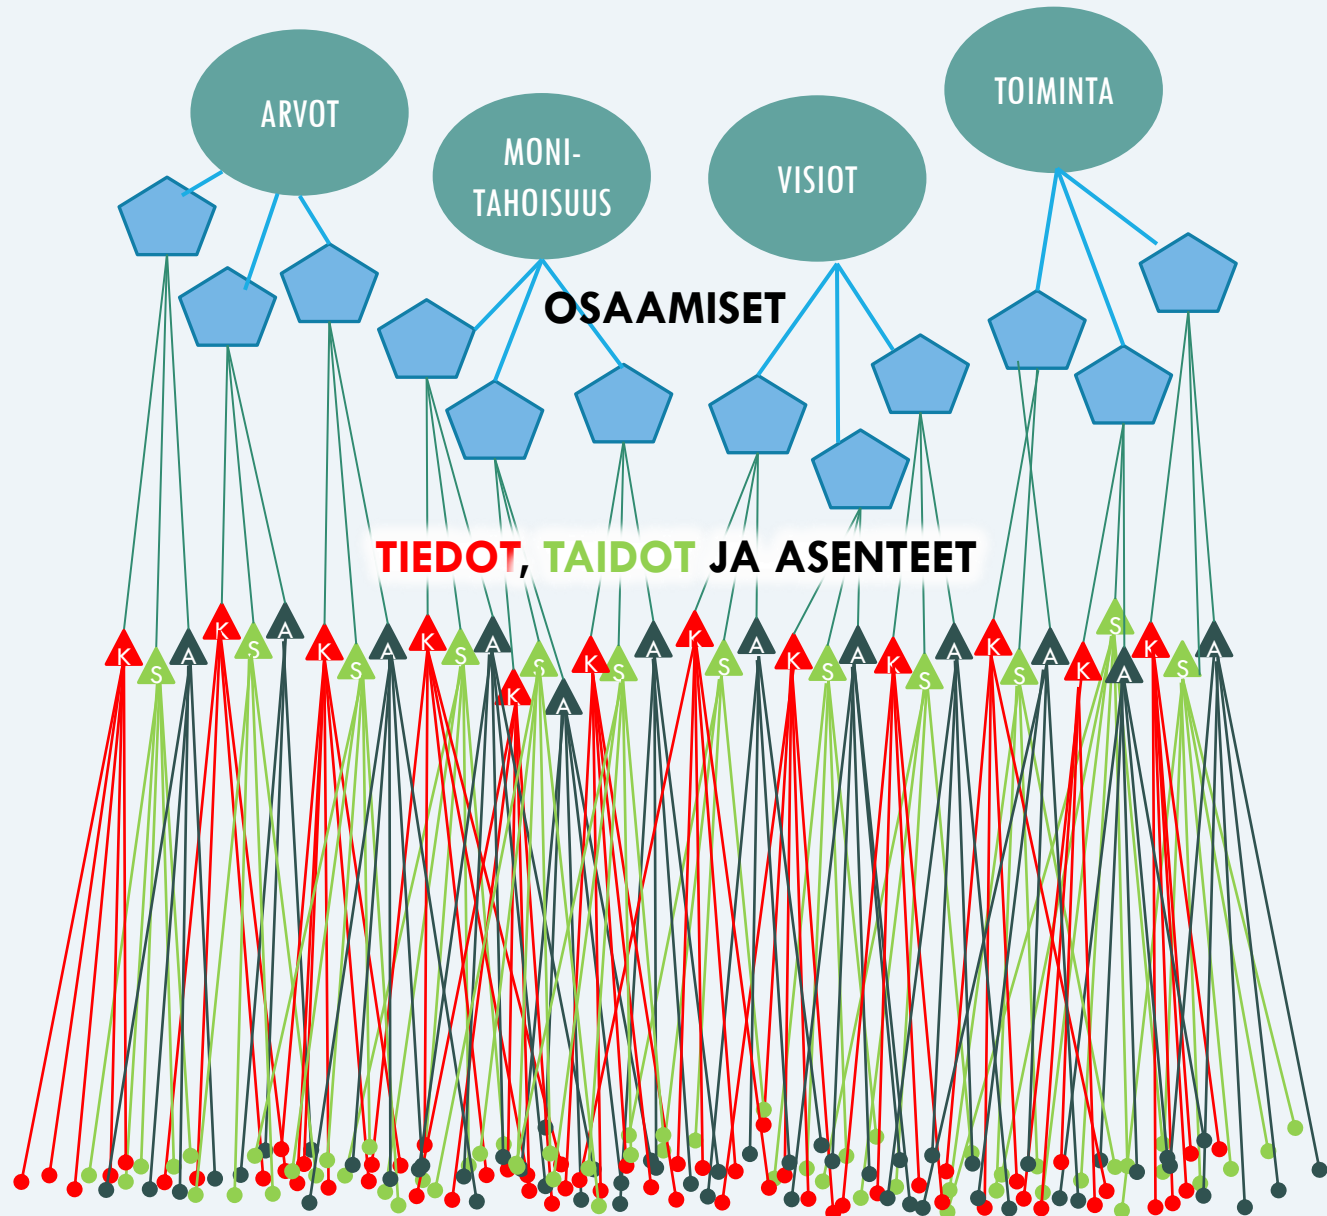 ARVOT
MONI-
TAHOISUUS
VISIOT
TOIMINTA
OSAAMISET
TIEDOT, TAIDOT JA ASENTEET
K S A K S A K S A K S A K S A K S A K S A K S A K S A K S A K S A K S A